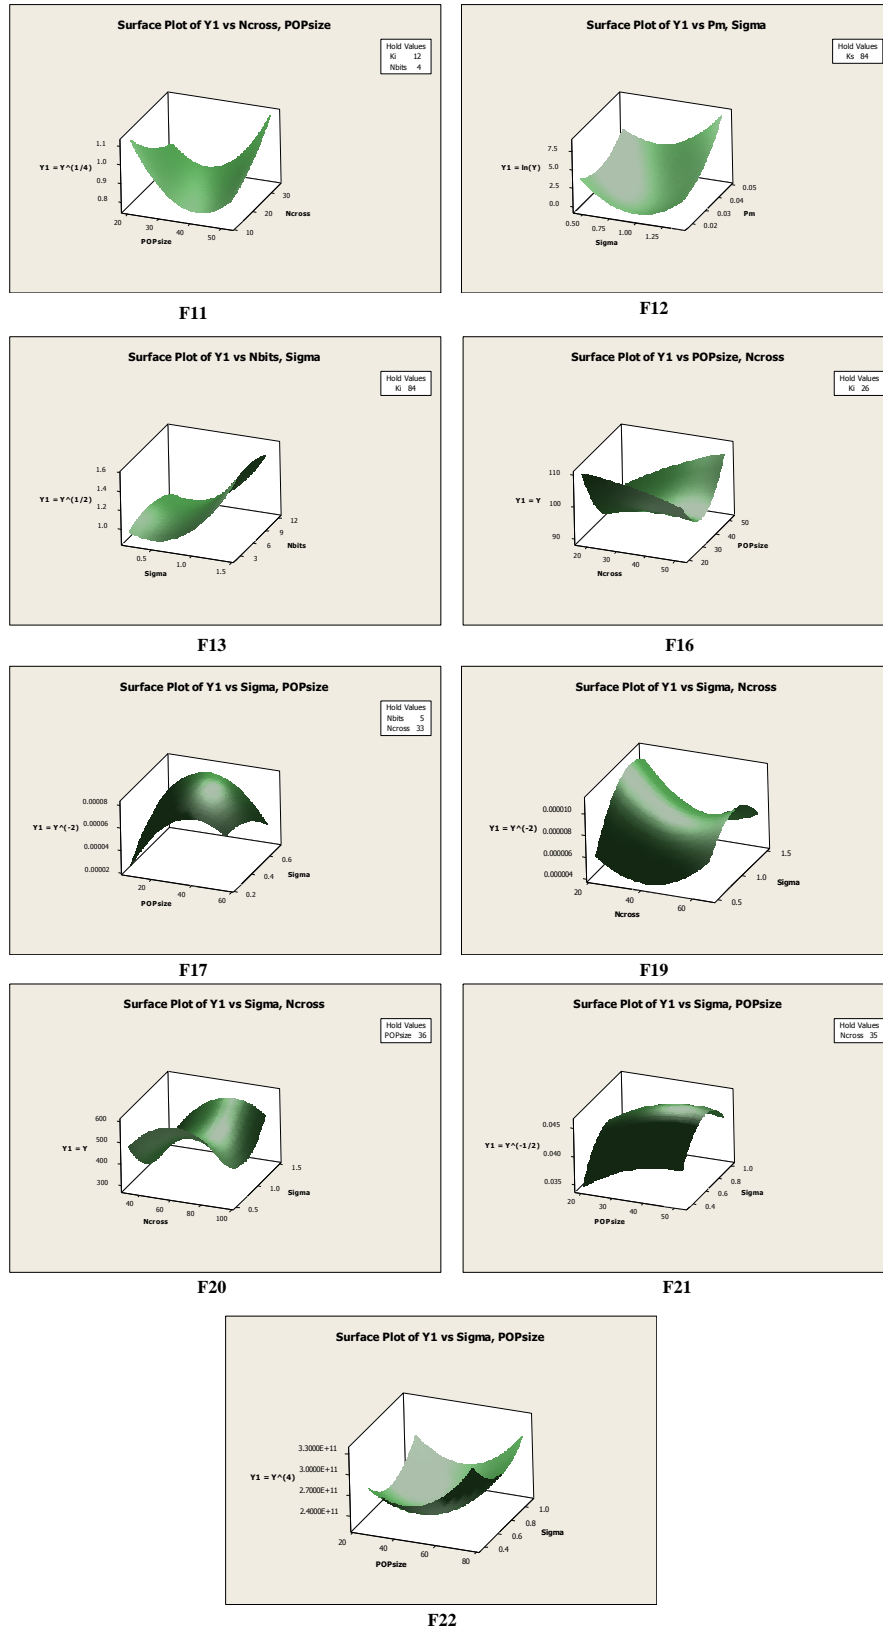 Surface Plot of Y1 vs Ncross, POPsize
Hold Values
Ki 12
Nbits 4
1.1
1.0
0.9
0.8
Y1 = Y^(1/4)
20
30
40
50
POPsize
10
20
30
Ncross
F11
Surface Plot of Y1 vs Pm, Sigma
Hold Values
Ks 84
7.5
5.0
2.5
0.0
Y1 = ln(Y)
0.50
0.75
1.00
1.25
Sigma
0.02
0.03
0.04
0.05
Pm
F12
Surface Plot of Y1 vs Nbits, Sigma
Hold Values
Ki 84
1.6
1.4
1.2
1.0
Y1 = Y^(1/2)
0.5
1.0
1.5
Sigma
3
6
9
12
Nbits
F13
Surface Plot of Y1 vs POPsize, Ncross
Hold Values
Ki 26
110
100
90
Y1 = Y
20
30
40
50
Ncross
20
30
40
50
POPsize
F16
Surface Plot of Y1 vs Sigma, POPsize
Hold Values
Nbits 5
Ncross 33
0.00008
0.00006
0.00004
0.00002
Y1 = Y^(-2)
20
40
60
POPsize
0.2
0.4
0.6
Sigma
F17
Surface Plot of Y1 vs Sigma, Ncross
0.000010
0.000008
0.000006
0.000004
Y1 = Y^(-2)
20
40
60
Ncross
0.5
1.0
1.5
Sigma
F19
Surface Plot of Y1 vs Sigma, Ncross
Hold Values
POPsize 36
600
500
400
300
Y1 = Y
40
60
80
100
Ncross
0.5
1.0
1.5
Sigma
F20
Surface Plot of Y1 vs Sigma, POPsize
Hold Values
Ncross 35
0.045
0.040
0.035
Y1 = Y^(-1/2)
20
30
40
50
POPsize
0.4
0.6
0.8
1.0
Sigma
F21
Surface Plot of Y1 vs Sigma, POPsize
3.3000E+11
3.0000E+11
2.7000E+11
2.4000E+11
Y1 = Y^(4)
20
40
60
80
POPsize
0.4
0.6
0.8
1.0
Sigma
F22